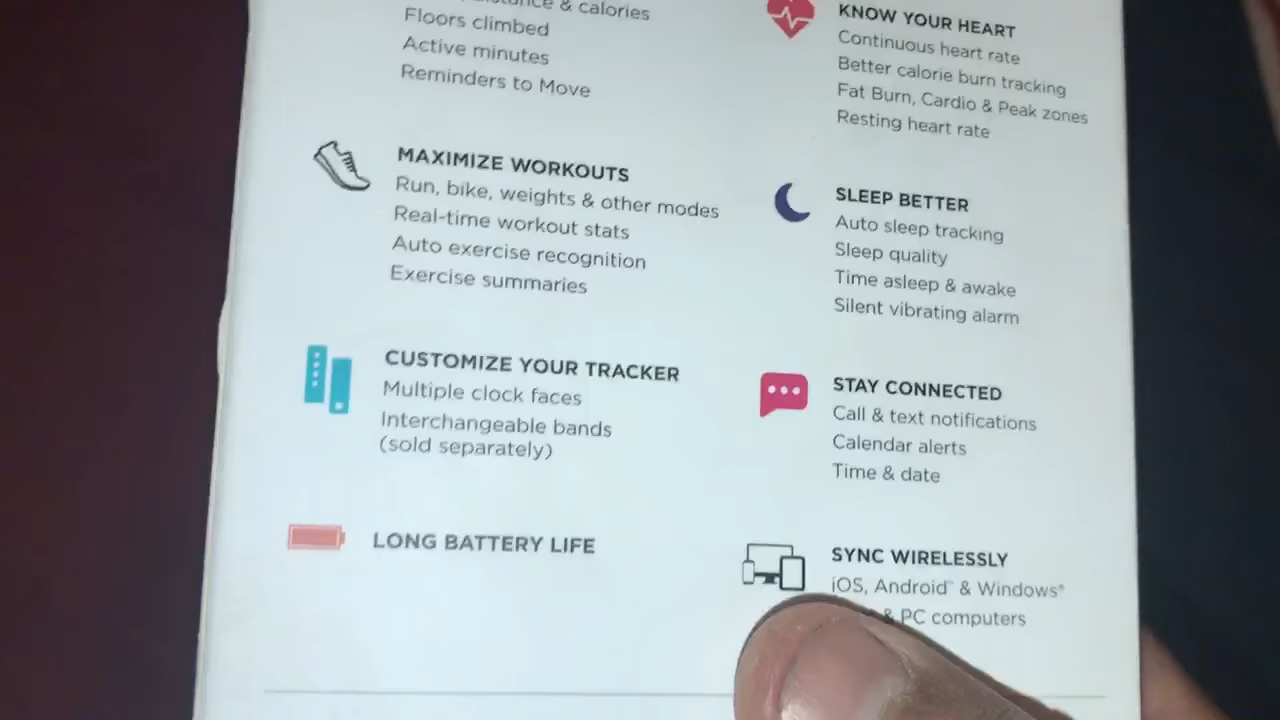 & calories
Floors climbed
Active minutes
Reminders to Move
MAXIMIZE WORKOUTS
Run, bike, weights & other modes
Real-time workout stats
Auto exercise recognition
Exercise summaries
CUSTOMIZE YOUR TRACKER
Multiple clock faces
Interchangeable bands
(sold separately)
LONG BATTERY LIFE
KNOW YOUR HEART
Continuous heart rate
Better calorie burn tracking
Fat Burn, Cardio & Peak zones
Resting heart rate
SLEEP BETTER
Auto sleep tracking
Sleep quality
Time asleep & awake
Silent vibrating alarm
STAY CONNECTED
Call & text notifications
Calendar alerts
Time & date
SYNC WIRELESSLY
iOS, Android™ & Windows®
& PC computers